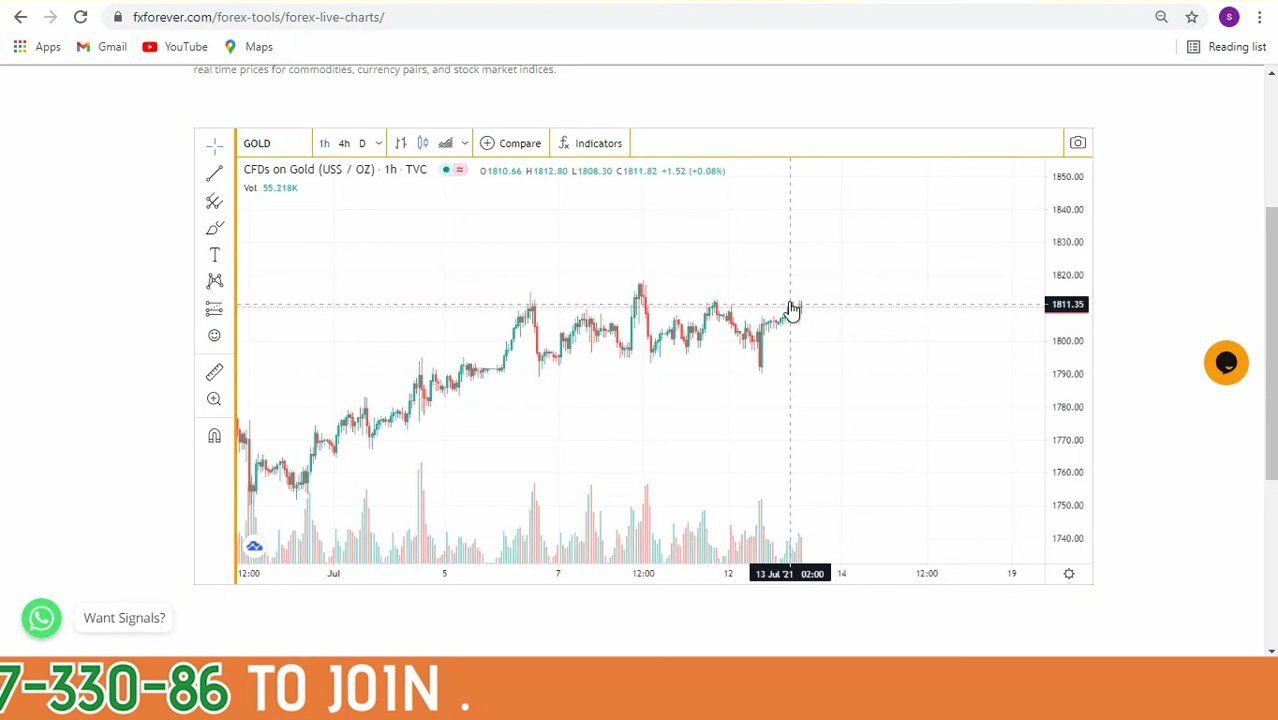 fxforever.com/forex-tools/forex-live-charts/
S
Apps Gmail YouTube Maps Reading list
real time prices for commodities, currency pairs, and stock market indices.
GOLD 1h 4h D Compare Indicators
CFDs on Gold (US$ / OZ) · 1h · TVC O1810.66 H1812.80 L1808.30 C1811.82 +1.52 (+0.08%)
Vol 55.218K
1850.00
1840.00
1830.00
1820.00
1811.35
1800.00
1790.00
1780.00
1770.00
1760.00
1750.00
1740.00
12:00 Jul 5 7 12:00 12 13 Jul '21 02:00 14 12:00 19
Want Signals?
7-330-86 TO JOIN .